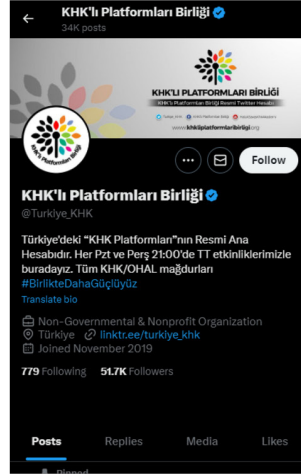 KHK'lı Platformları Birliği
34K posts
KHK'LI PLATFORMLARI BİRLİĞİ
KHK'lı Platformları Birliği Resmi Twitter Hesabı
www.khkliplatformlaribirligi.org
Follow
KHK'lı Platformları Birliği
@Turkiye_KHK
Türkiye'deki “KHK Platformları”nın Resmi Ana
Hesabıdır. Her Pzt ve Perş 21:00'de TT etkinliklerimizle
buradayız. Tüm KHK/OHAL mağdurları
#BirlikteDahaGüçlüyüz
Translate bio
Non-Governmental & Nonprofit Organization
Türkiye linktr.ee/turkiye_khk
Joined November 2019
779 Following 51.7K Followers
Posts Replies Media Likes
Pinned